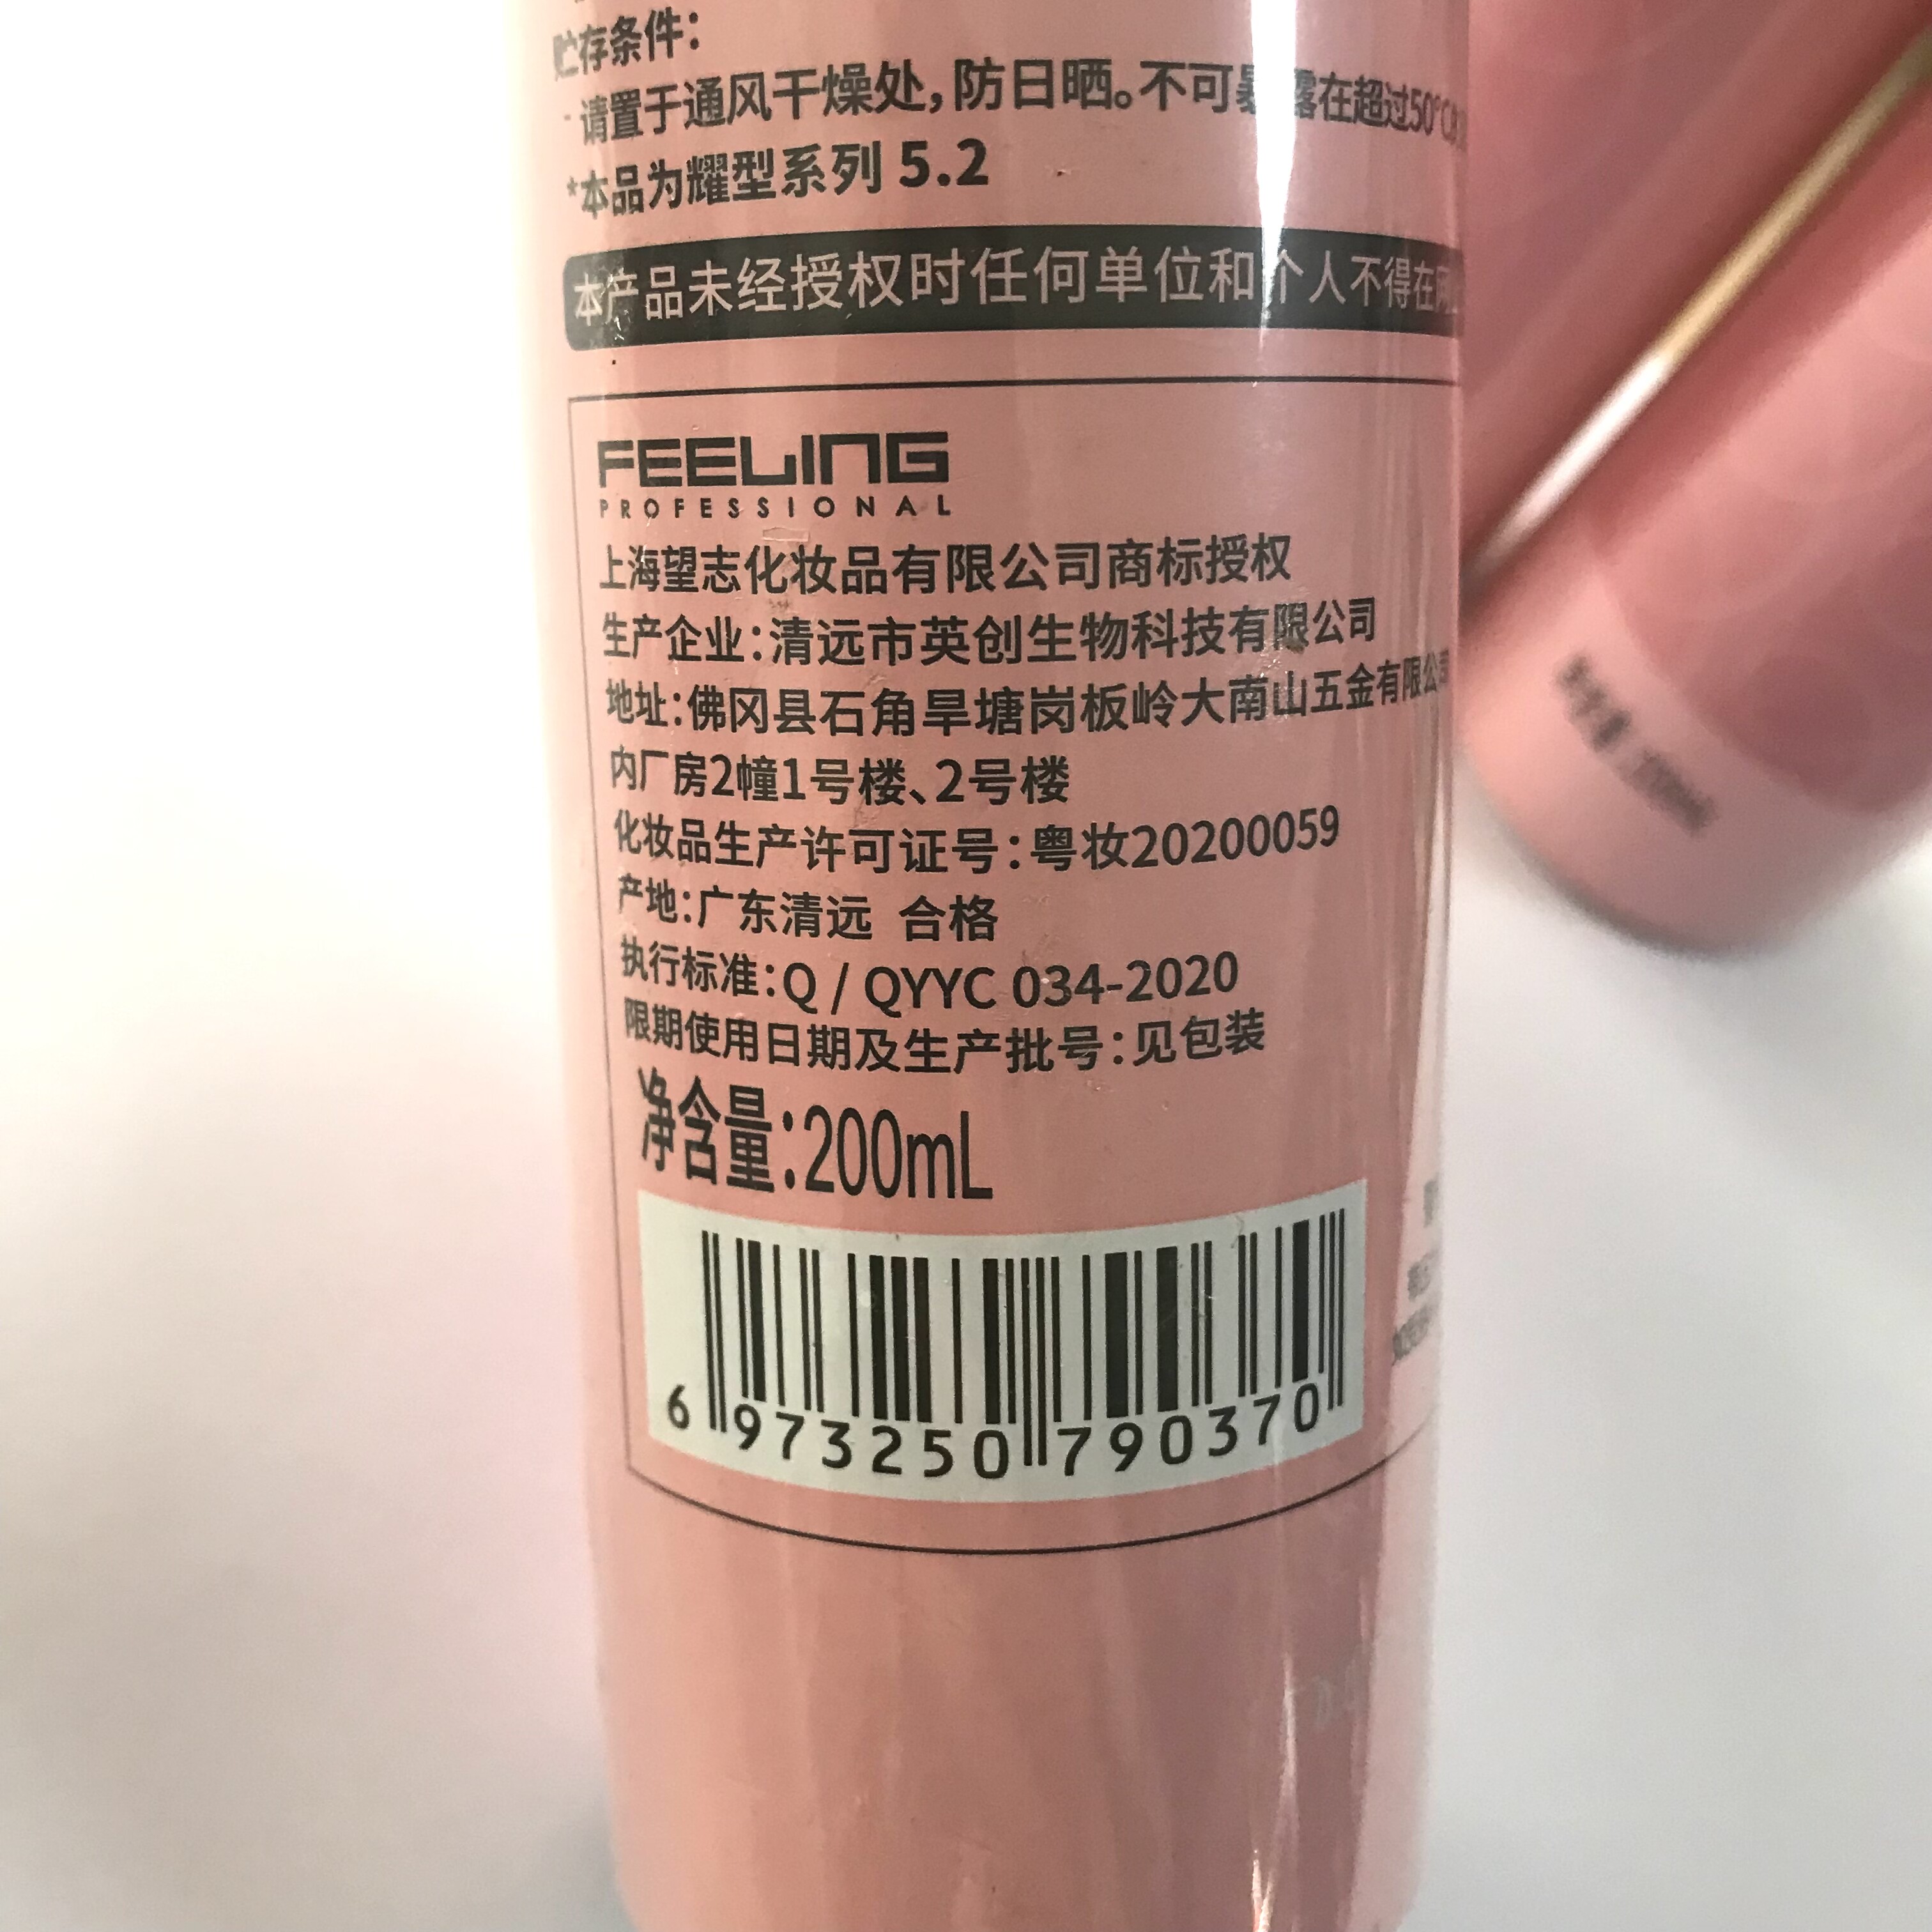 贮存条件：
请置于通风干燥处，防日晒。不可暴露在超过50℃
*本品为耀型系列 5.2
本产品未经授权时任何单位和个人不得在网
FEELING
PROFESSIONAL
上海望志化妆品有限公司商标授权
生产企业：清远市英创生物科技有限公司
地址：佛冈县石角旱塘岗板岭大南山五金有限公司
内厂房2幢1号楼、2号楼
化妆品生产许可证号：粤妆20200059
产地：广东清远 合格
执行标准：Q / QYYC 034-2020
限期使用日期及生产批号：见包装
净含量：200mL
6 973250 790370